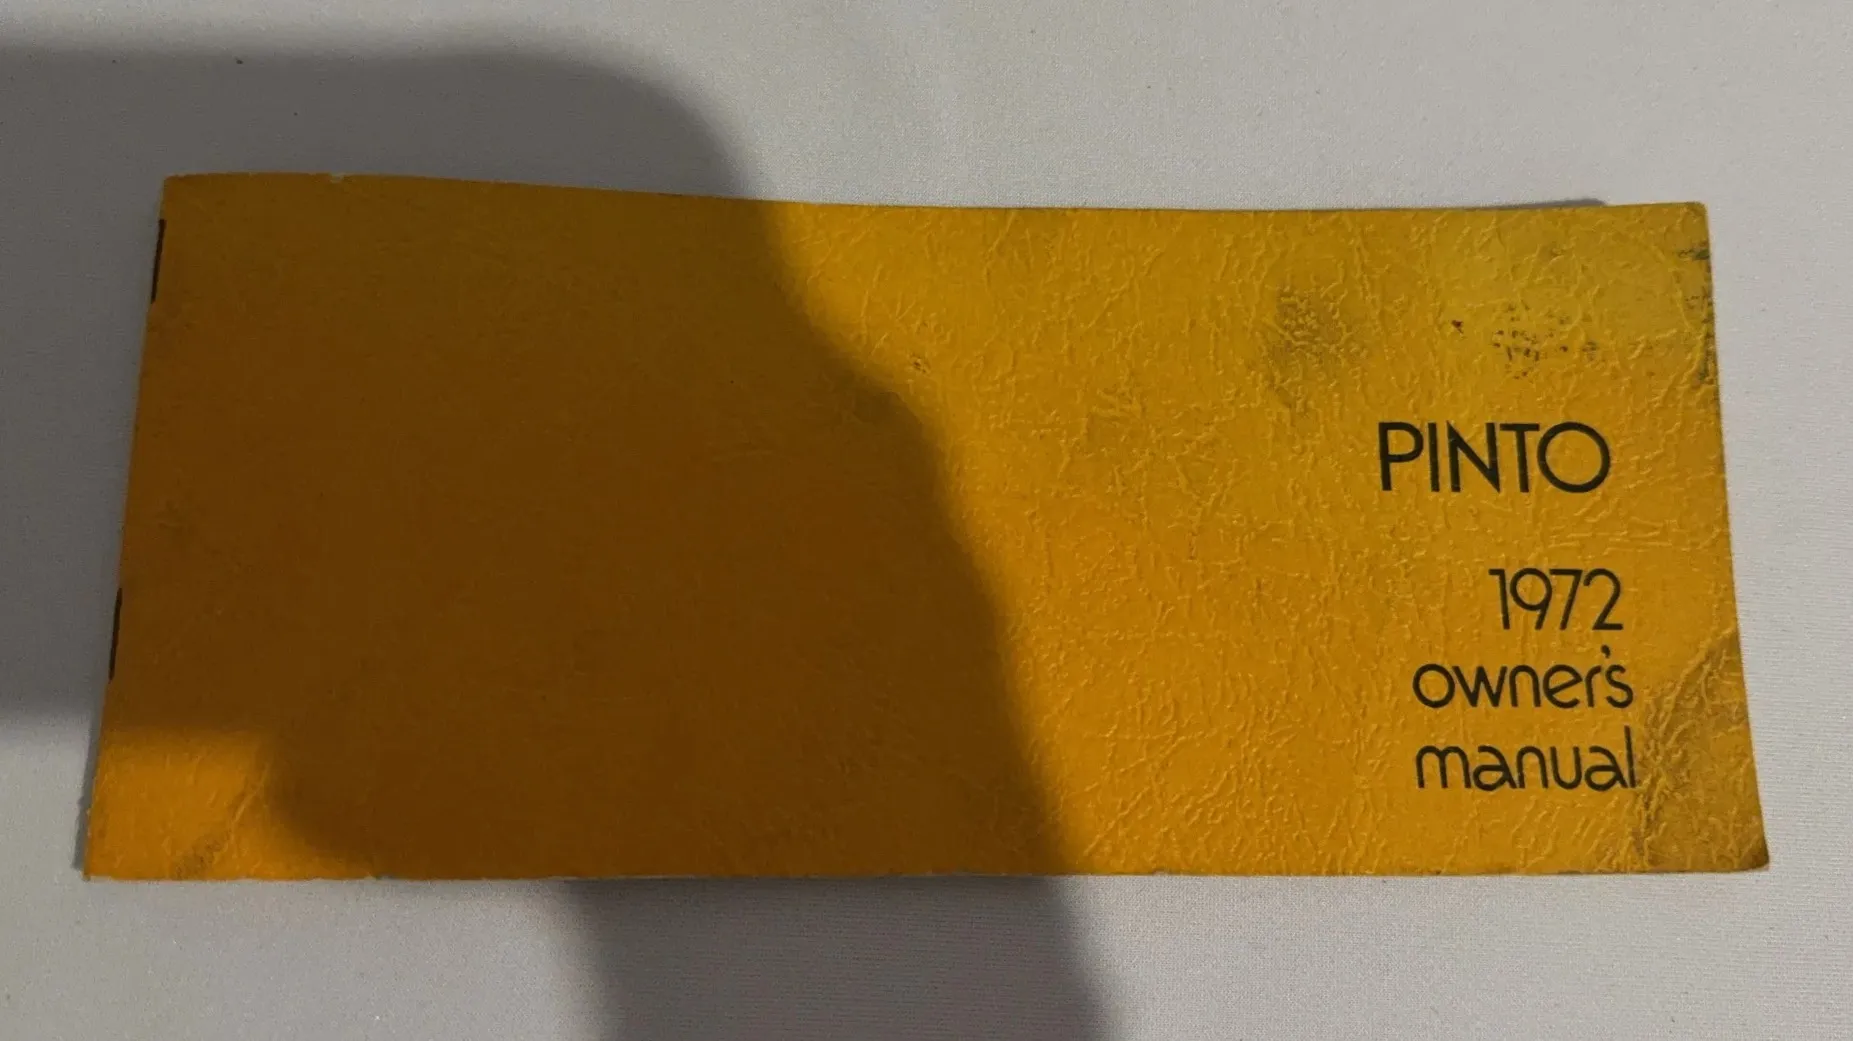 PINTO
1972
owner's
manual